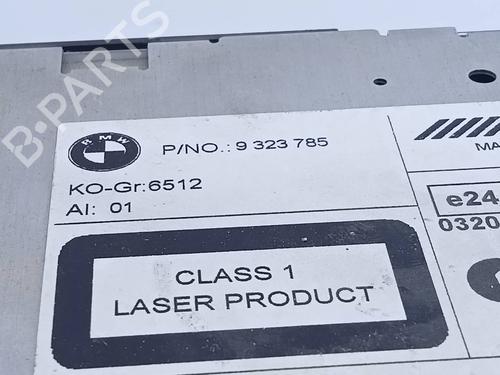 B-PARTS
BMW
P/NO.: 9 323 785
KO-Gr:6512
MA
AI: 01
e24
0320
CLASS 1
LASER PRODUCT